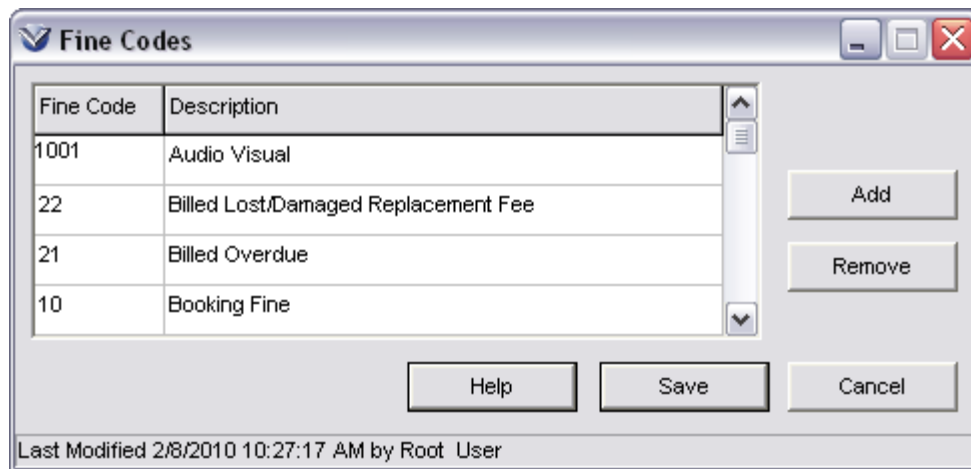 Fine Codes
Fine Code Description
1001 Audio Visual
22 Billed Lost/Damaged Replacement Fee
21 Billed Overdue
10 Booking Fine
Add
Remove
Help Save Cancel
Last Modified 2/8/2010 10:27:17 AM by Root  User